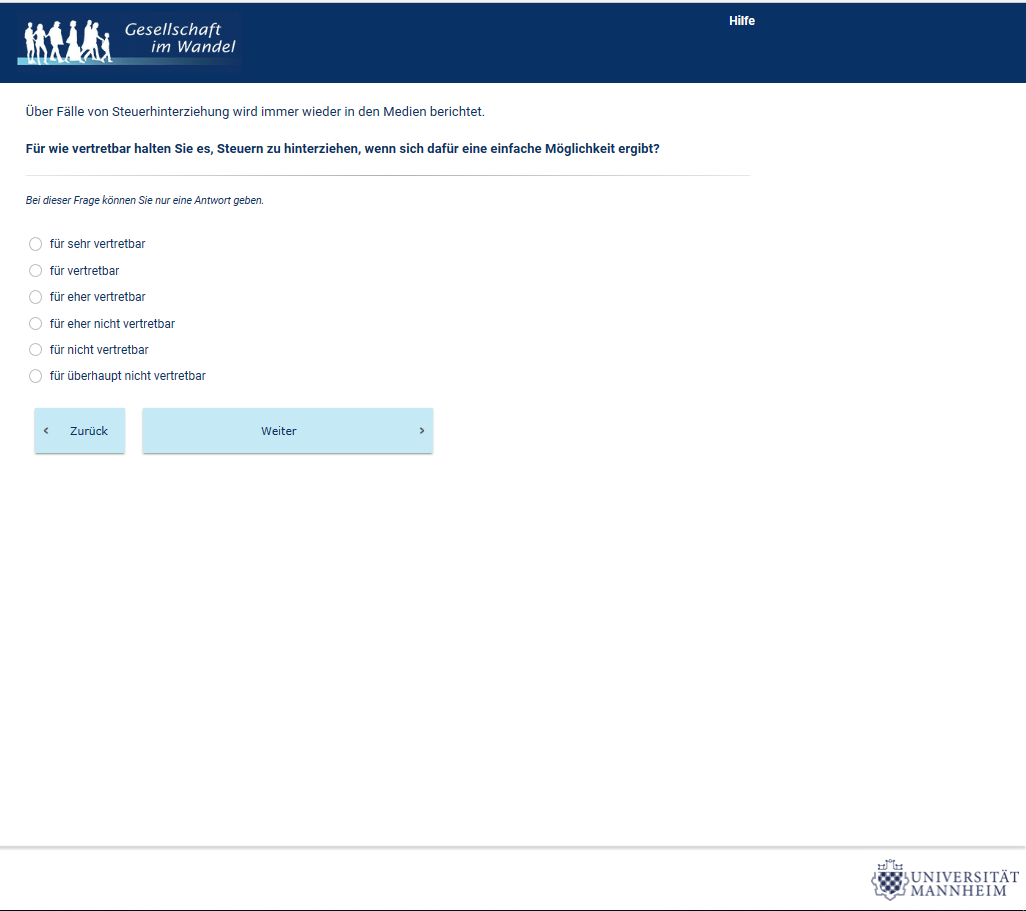 Gesellschaft
im Wandel
Hilfe
Über Fälle von Steuerhinterziehung wird immer wieder in den Medien berichtet.
Für wie vertretbar halten Sie es, Steuern zu hinterziehen, wenn sich dafür eine einfache Möglichkeit ergibt?
Bei dieser Frage können Sie nur eine Antwort geben.
für sehr vertretbar
für vertretbar
für eher vertretbar
für eher nicht vertretbar
für nicht vertretbar
für überhaupt nicht vertretbar
‹ Zurück
Weiter ›
UNIVERSITÄT
MANNHEIM